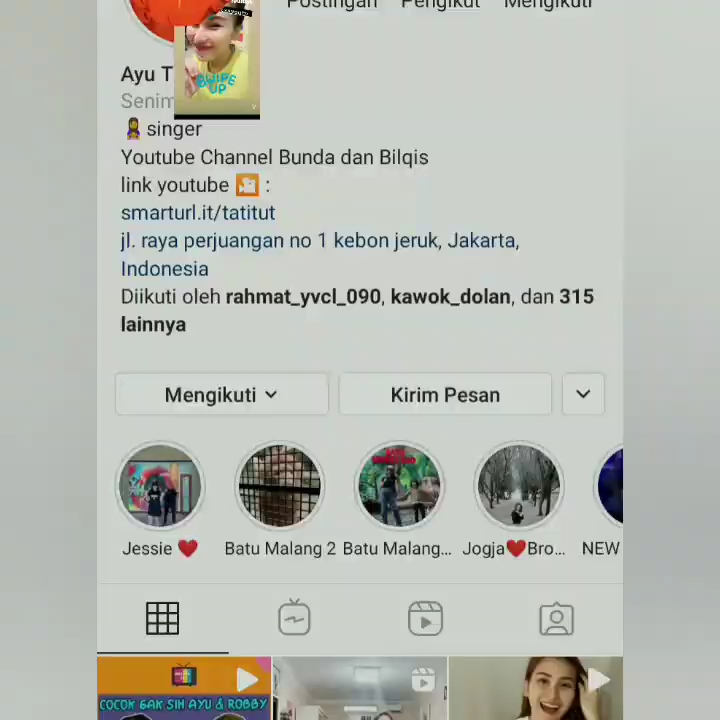 Postingan Pengikut Mengikuti
SWIPE
UP
Ayu T
Senim
singer
Youtube Channel Bunda dan Bilqis
link youtube :
smarturl.it/tatitut
jl. raya perjuangan no 1 kebon jeruk, Jakarta,
Indonesia
Diikuti oleh rahmat_yvcl_090, kawok_dolan, dan 315
lainnya
Mengikuti Kirim Pesan
Jessie ❤️ Batu Malang 2 Batu Malang... Jogja❤️Bro... NEW
COCOK GAK SIH AYU & ROBBY